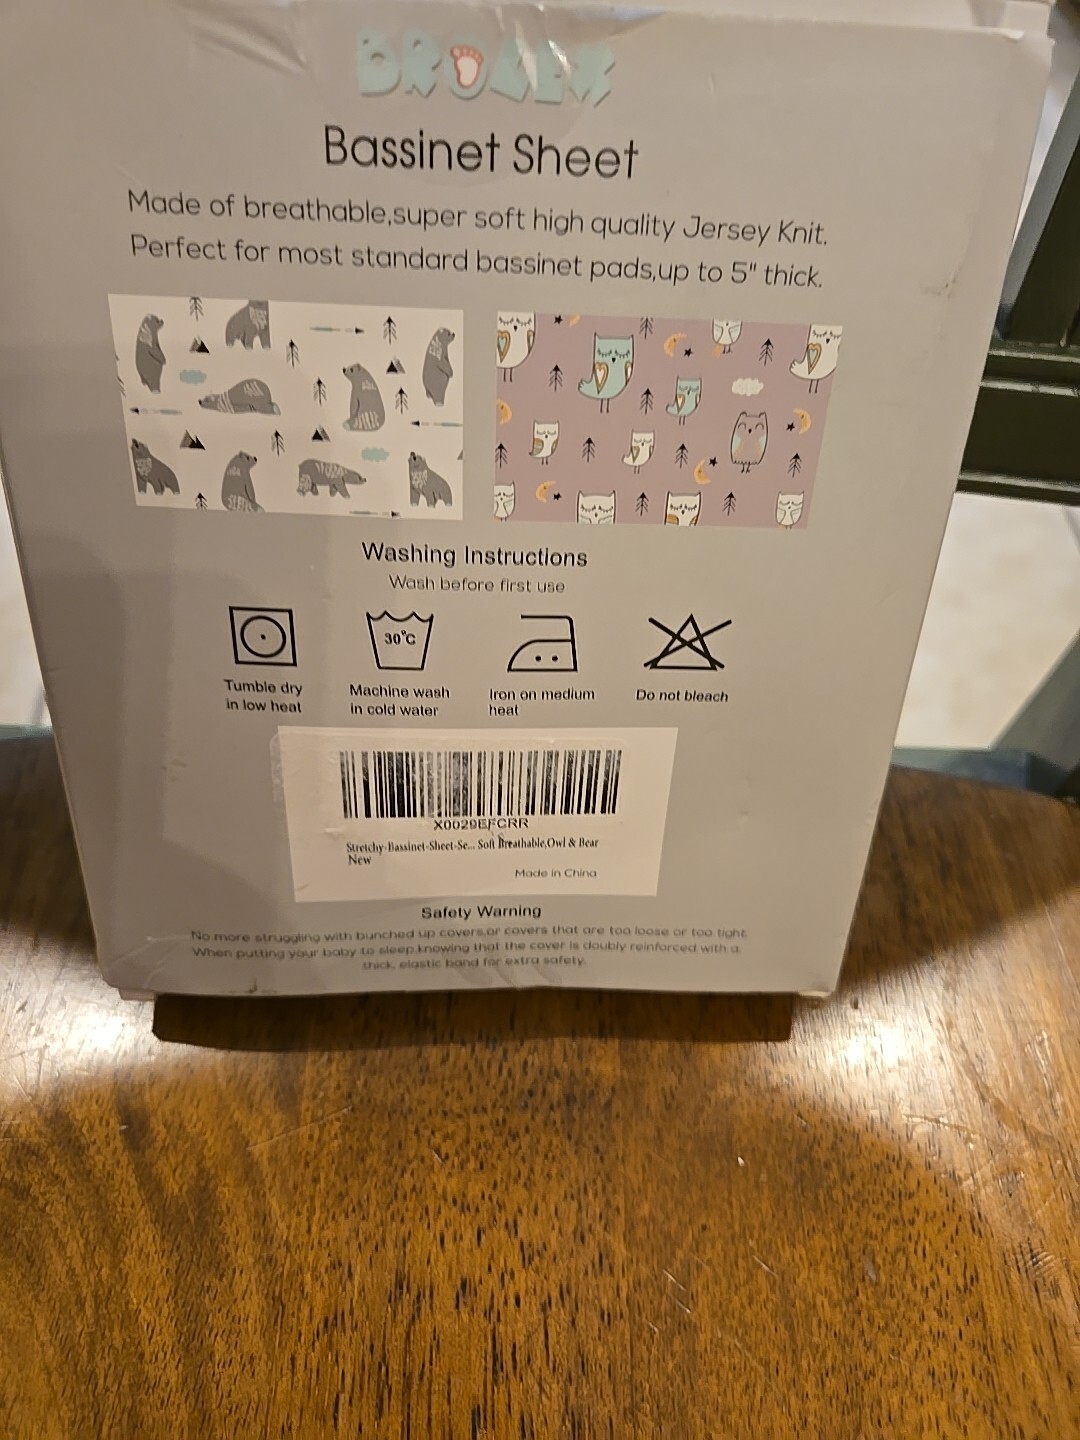 BROLEX
Bassinet Sheet
Made of breathable,super soft high quality Jersey Knit.
Perfect for most standard bassinet pads,up to 5" thick.
Washing Instructions
Wash before first use
30°C
Tumble dry
in low heat
Machine wash
in cold water
Iron on medium
heat
Do not bleach
X0029EFCRR
Stretchy-Bassinet-Sheet-Se... Soft Breathable,Owl & Bear
New
Made in China
Safety Warning
No more struggling with bunched up covers,or covers that are too loose or too tight.
When putting your baby to sleep,knowing that the cover is doubly reinforced with a
thick, elastic band for extra safety.